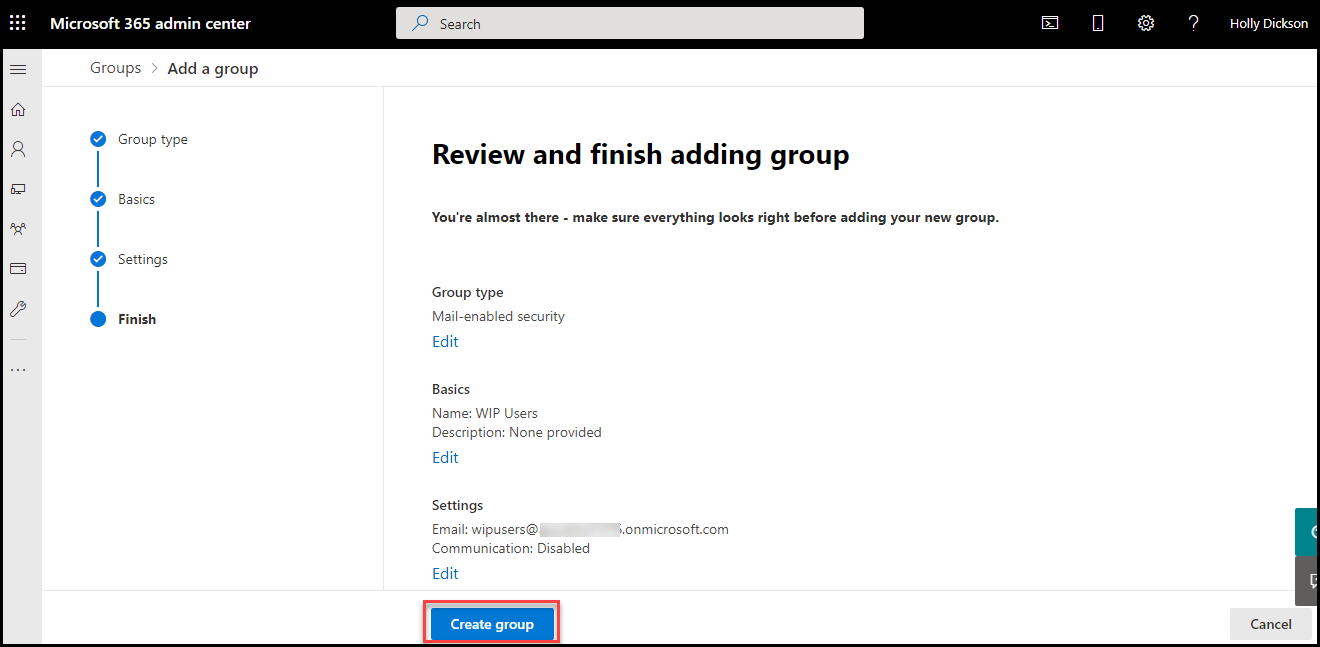 Microsoft 365 admin center
Search
?
Holly Dickson
Groups > Add a group
Group type
Basics
Settings
Finish
Review and finish adding group
You're almost there - make sure everything looks right before adding your new group.
Group type
Mail-enabled security
Edit
Basics
Name: WIP Users
Description: None provided
Edit
Settings
Email: wipusers@ .onmicrosoft.com
Communication: Disabled
Edit
Create group
Cancel